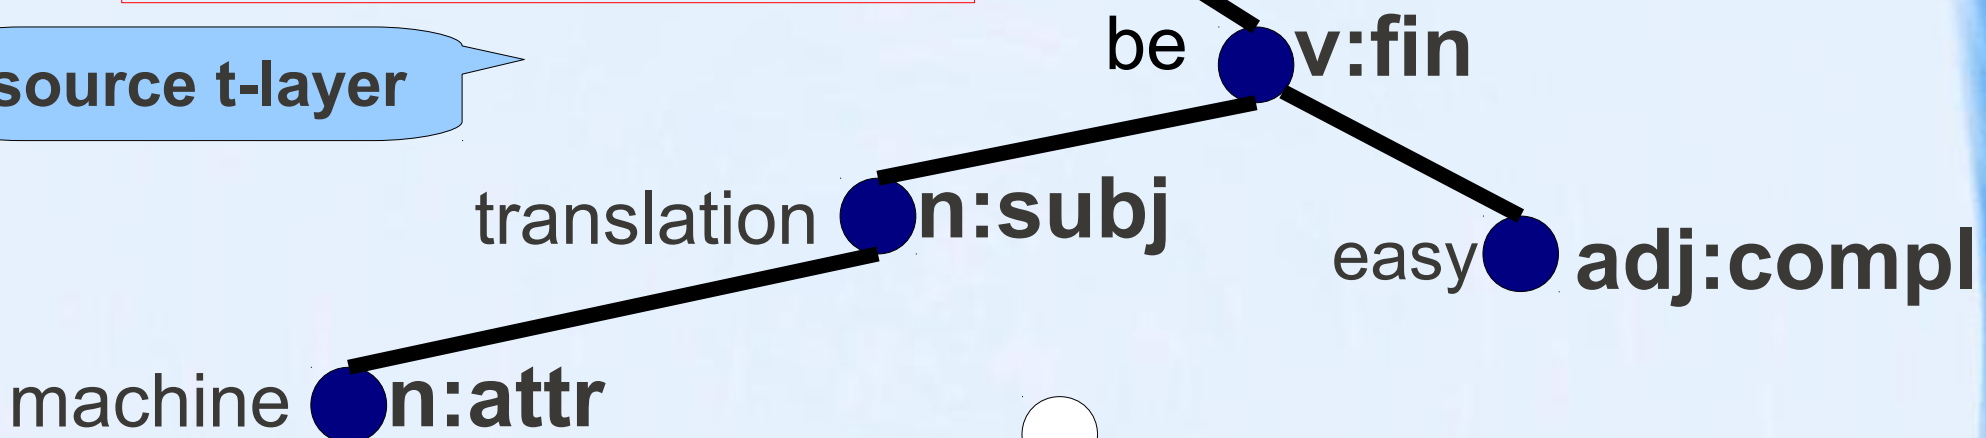 be v:fin
source t-layer
translation n:subj
easy adj:compl
machine n:attr